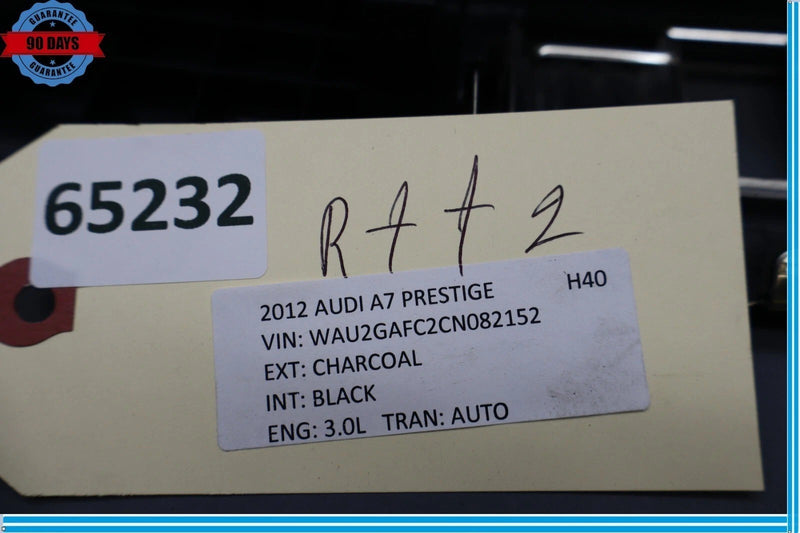 GUARANTEE
90 DAYS
GUARANTEE
65232
2012 AUDI A7 PRESTIGE H40
VIN: WAU2GAFC2CN082152
EXT: CHARCOAL
INT: BLACK
ENG: 3.0L TRAN: AUTO